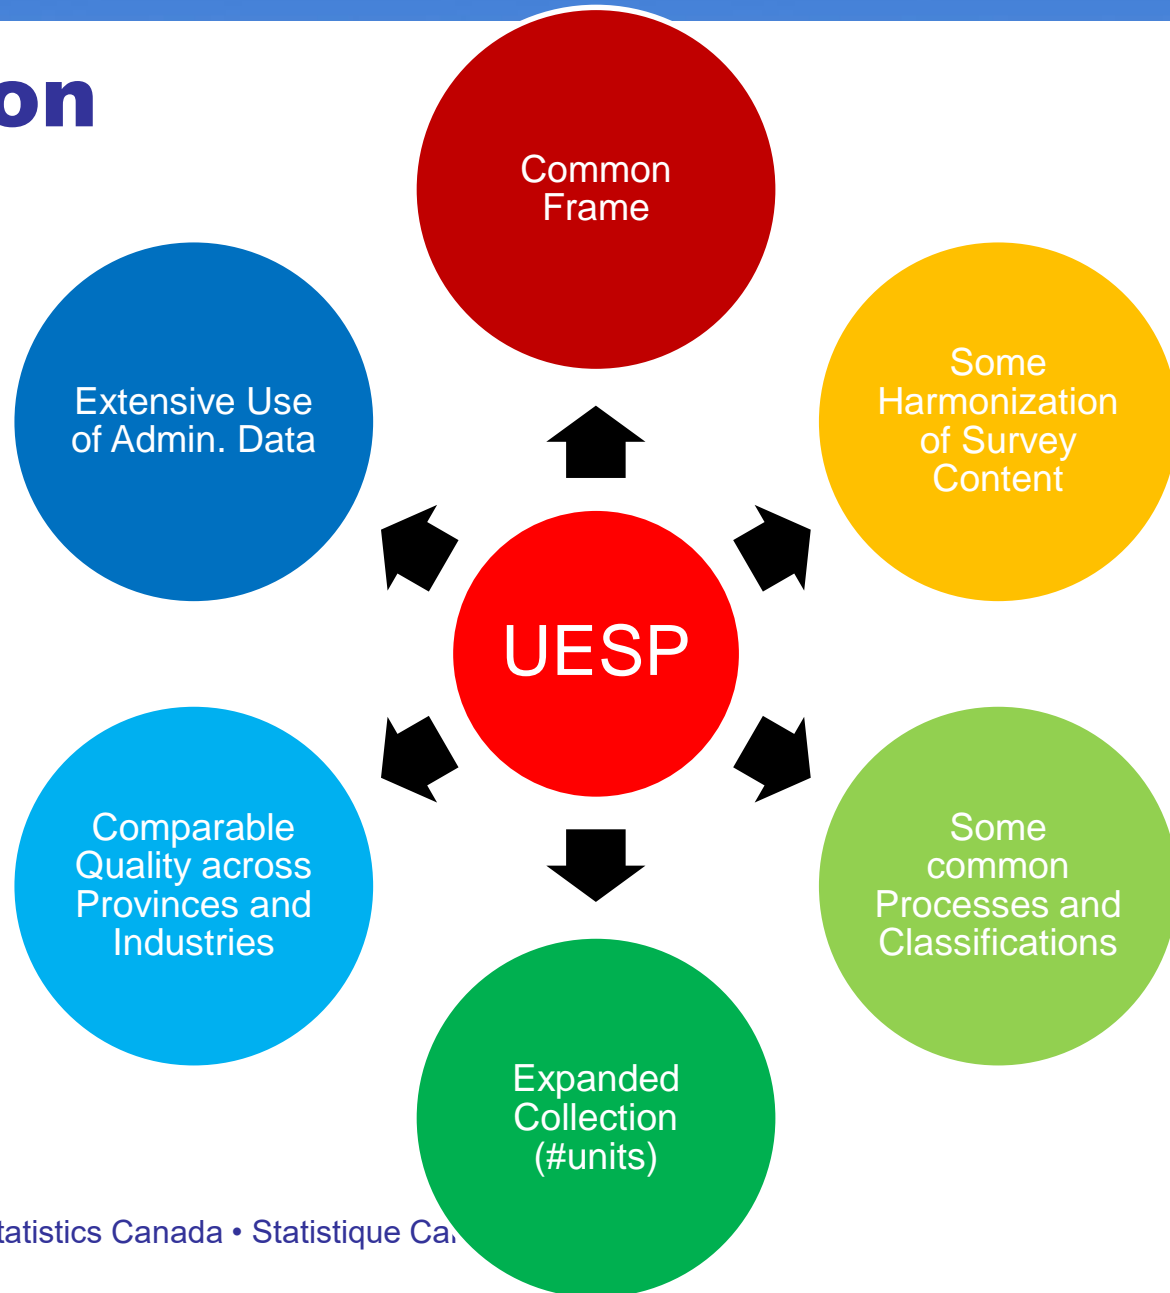 on
Common
Frame
Some
Harmonization
of Survey
Content
Extensive Use
of Admin. Data
UESP
Comparable
Quality across
Provinces and
Industries
Some
common
Processes and
Classifications
Expanded
Collection
(#units)
tatistics Canada • Statistique Ca